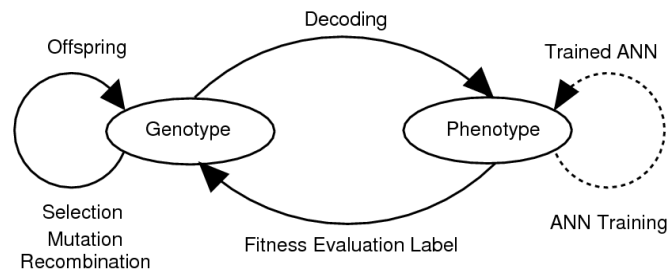 Decoding
Offspring
Trained ANN
Genotype
Phenotype
Selection
Mutation
Recombination
Fitness Evaluation Label
ANN Training